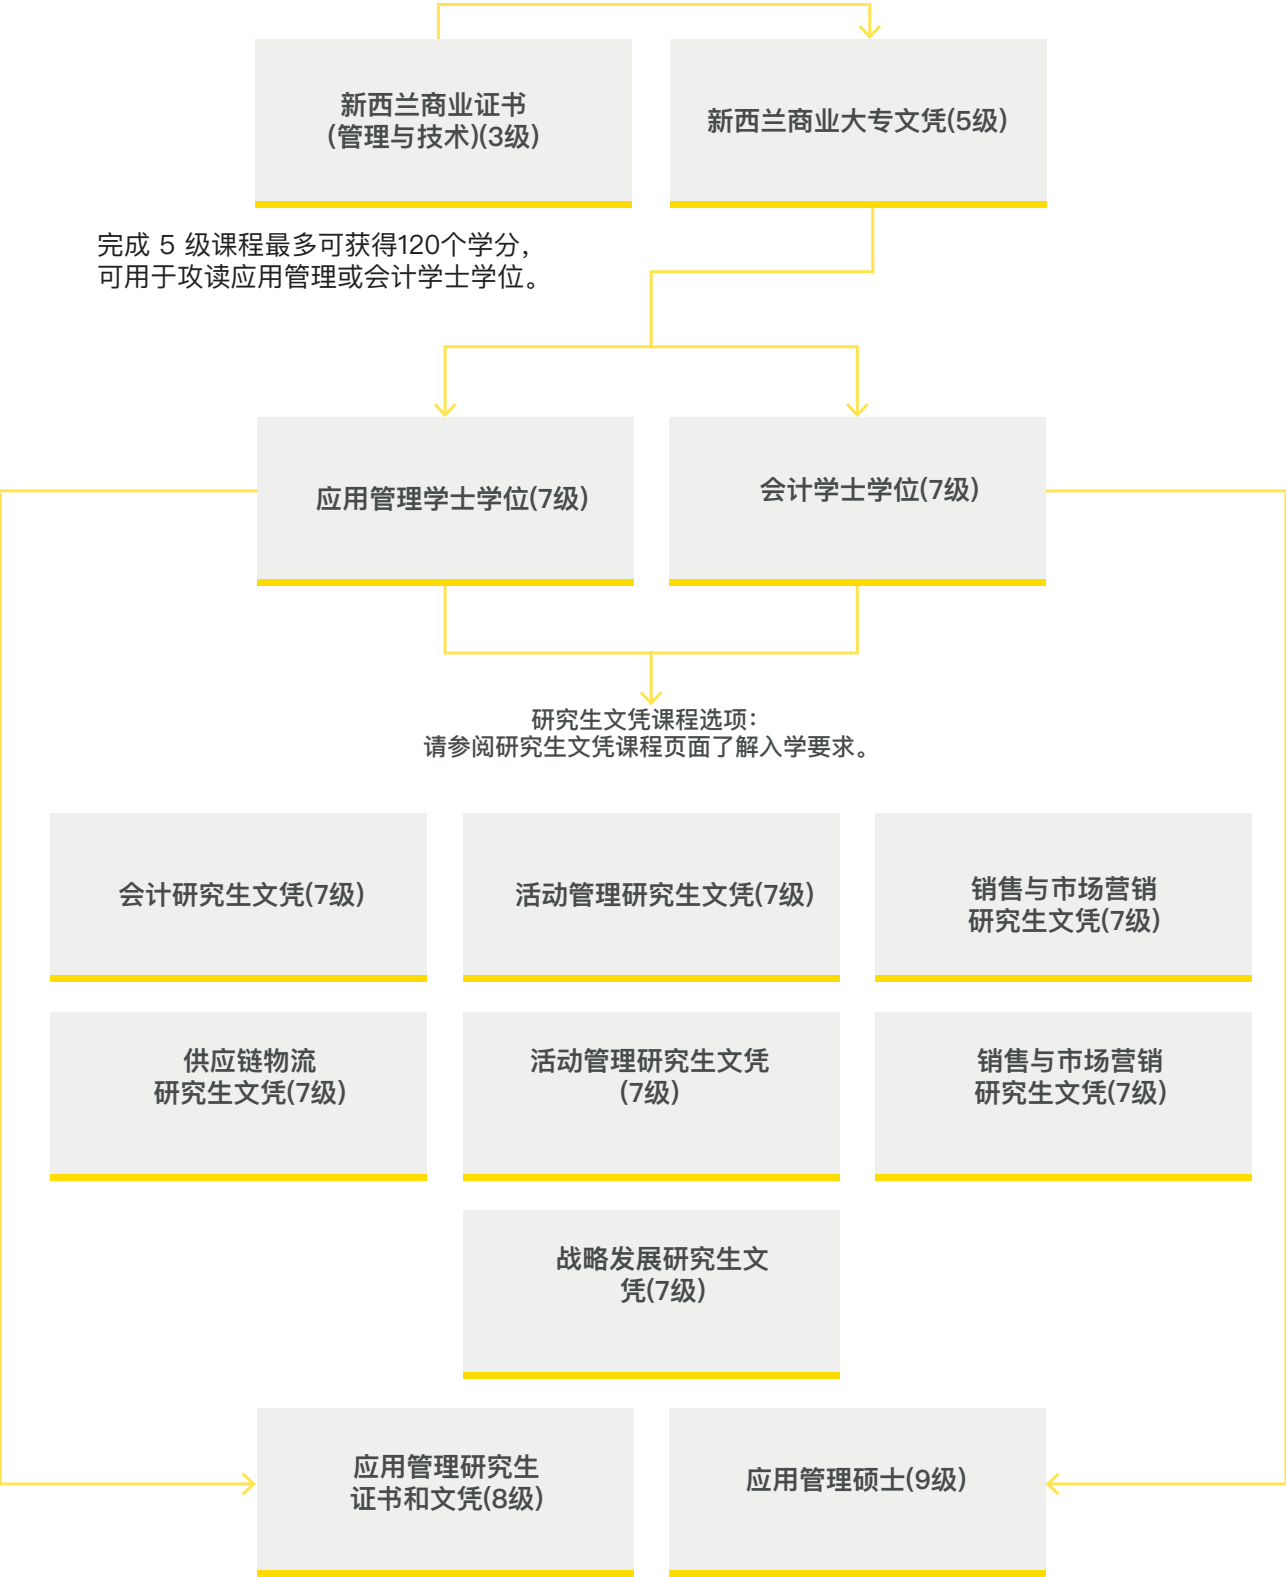 新西兰商业证书
(管理与技术)(3级)
新西兰商业大专文凭(5级)
完成 5 级课程最多可获得120个学分，
可用于攻读应用管理或会计学士学位。
应用管理学士学位(7级)
会计学士学位(7级)
研究生文凭课程选项：
请参阅研究生文凭课程页面了解入学要求。
会计研究生文凭(7级)
活动管理研究生文凭(7级)
销售与市场营销
研究生文凭(7级)
供应链物流
研究生文凭(7级)
活动管理研究生文凭
(7级)
销售与市场营销
研究生文凭(7级)
战略发展研究生文
凭(7级)
应用管理研究生
证书和文凭(8级)
应用管理硕士(9级)